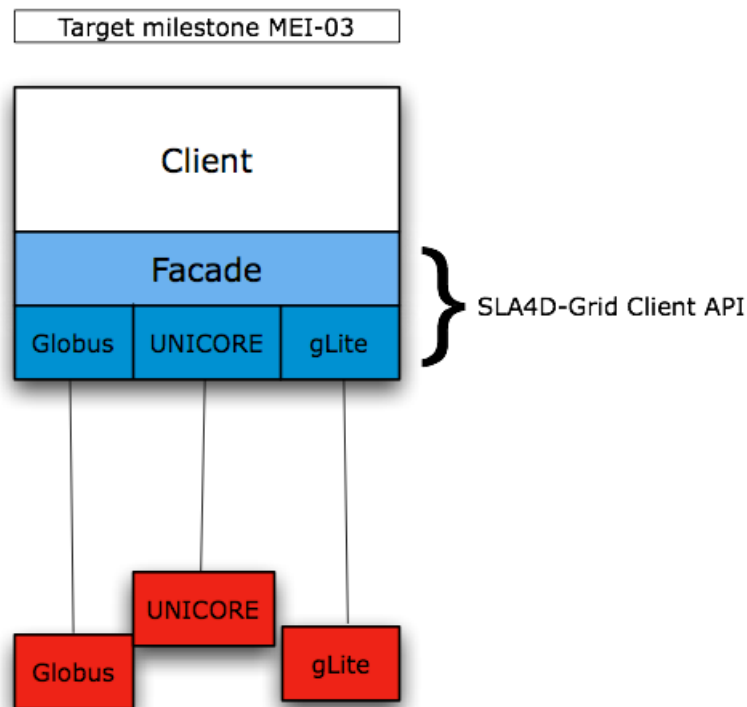 Target milestone MEI-03
Client
Facade
Globus UNICORE gLite
SLA4D-Grid Client API
UNICORE
Globus
gLite